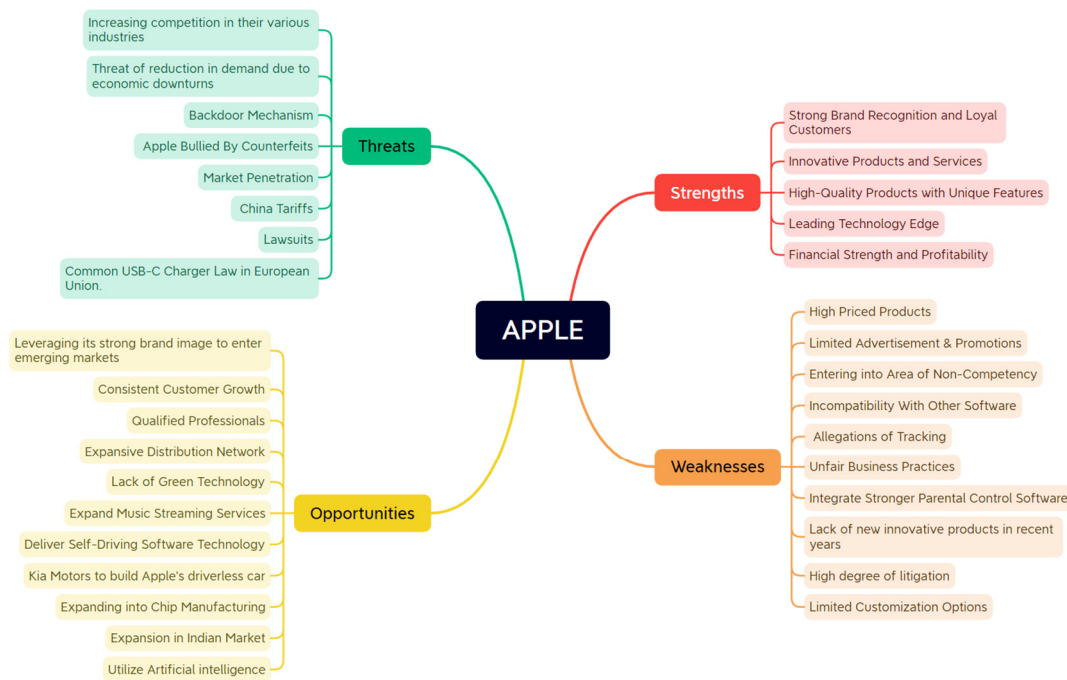 APPLE
Threats
Increasing competition in their various
industries
Threat of reduction in demand due to
economic downturns
Backdoor Mechanism
Apple Bullied By Counterfeits
Market Penetration
China Tariffs
Lawsuits
Common USB-C Charger Law in European
Union.
Strengths
Strong Brand Recognition and Loyal
Customers
Innovative Products and Services
High-Quality Products with Unique Features
Leading Technology Edge
Financial Strength and Profitability
Opportunities
Leveraging its strong brand image to enter
emerging markets
Consistent Customer Growth
Qualified Professionals
Expansive Distribution Network
Lack of Green Technology
Expand Music Streaming Services
Deliver Self-Driving Software Technology
Kia Motors to build Apple's driverless car
Expanding into Chip Manufacturing
Expansion in Indian Market
Utilize Artificial intelligence
Weaknesses
High Priced Products
Limited Advertisement & Promotions
Entering into Area of Non-Competency
Incompatibility With Other Software
Allegations of Tracking
Unfair Business Practices
Integrate Stronger Parental Control Software
Lack of new innovative products in recent
years
High degree of litigation
Limited Customization Options